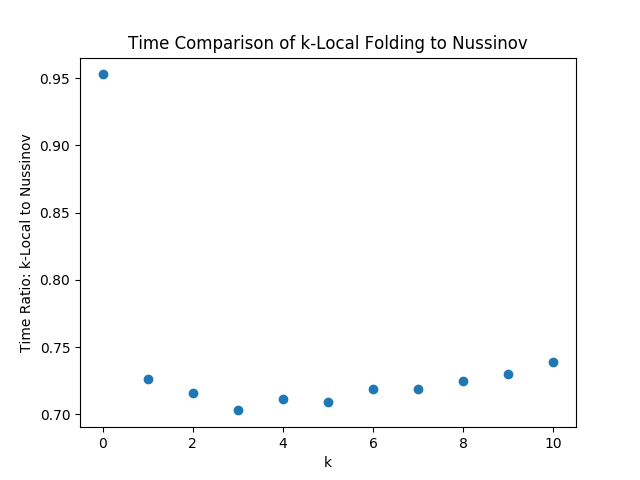 Time Comparison of k-Local Folding to Nussinov
Time Ratio: k-Local to Nussinov
0.95
0.90
0.85
0.80
0.75
0.70
0 2 4 6 8 10
k